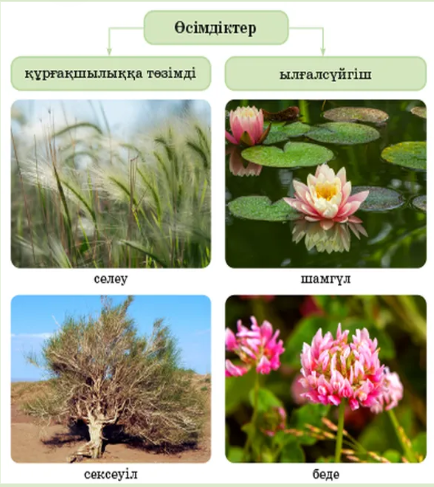 Өсімдіктер
құрғақшылыққа төзімді
ылғалсүйгіш
селеу
шамгүл
сексеуіл
беде